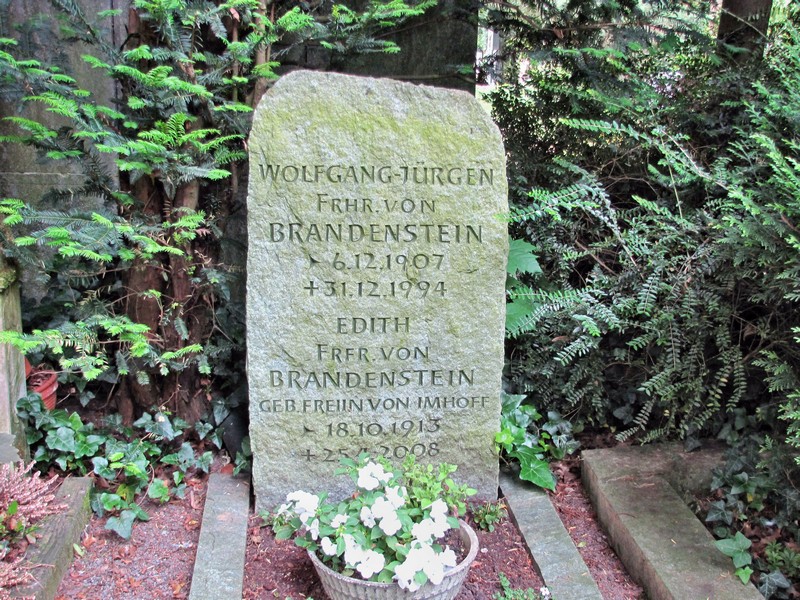 WOLFGANG-JÜRGEN
FRHR. VON
BRANDENSTEIN
6.12.1907
+31.12.1994
EDITH
FRFR. VON
BRANDENSTEIN
GEB. FREIIN VON IMHOFF
18.10.1913
2008